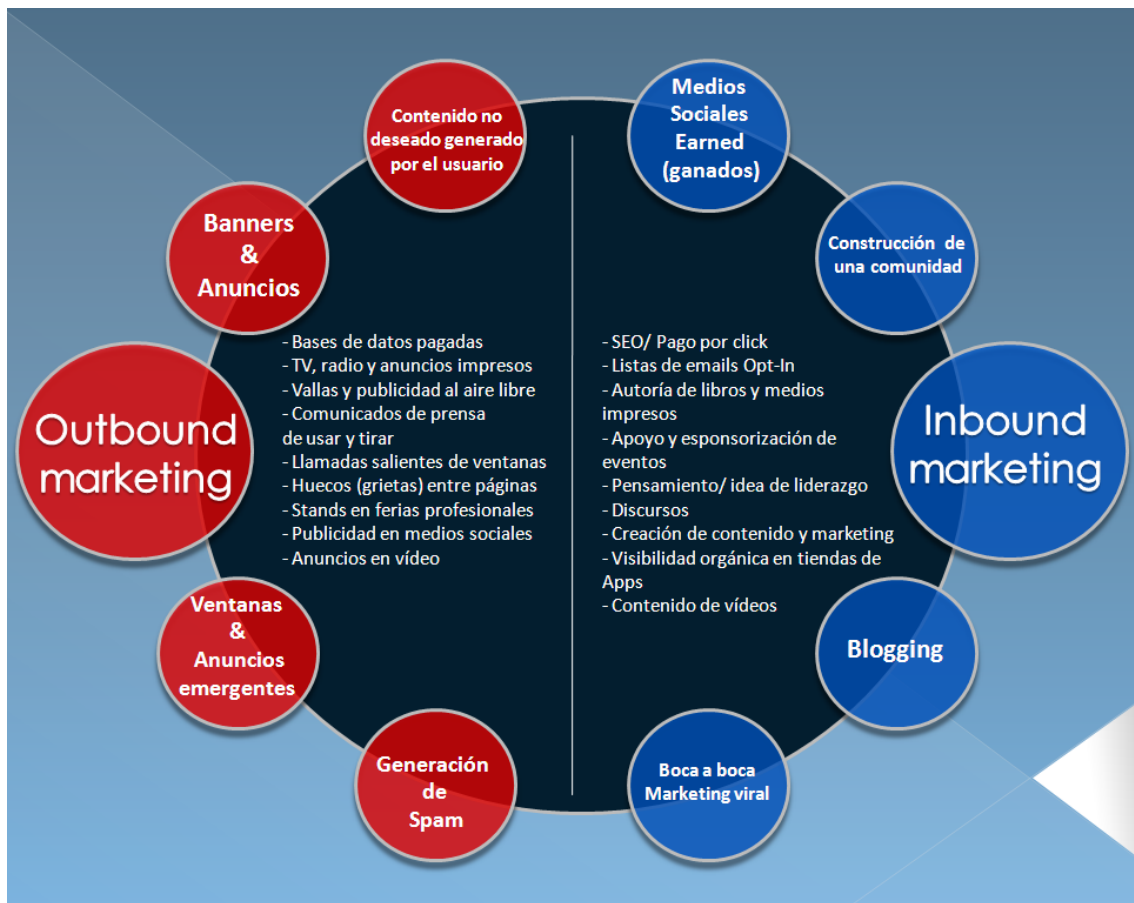 Contenido no
deseado generado
por el usuario
Banners
&
Anuncios
Outbound
marketing
Ventanas
&
Anuncios
emergentes
Generación
de
Spam
- Bases de datos pagadas
- TV, radio y anuncios impresos
- Vallas y publicidad al aire libre
- Comunicados de prensa
de usar y tirar
- Llamadas salientes de ventanas
- Huecos (grietas) entre páginas
- Stands en ferias profesionales
- Publicidad en medios sociales
- Anuncios en vídeo
- SEO/ Pago por click
- Listas de emails Opt-In
- Autoría de libros y medios
impresos
- Apoyo y esponsorización de
eventos
- Pensamiento/ idea de liderazgo
- Discursos
- Creación de contenido y marketing
- Visibilidad orgánica en tiendas de
Apps
- Contenido de vídeos
Medios
Sociales
Earned
(ganados)
Construcción de
una comunidad
Inbound
marketing
Blogging
Boca a boca
Marketing viral